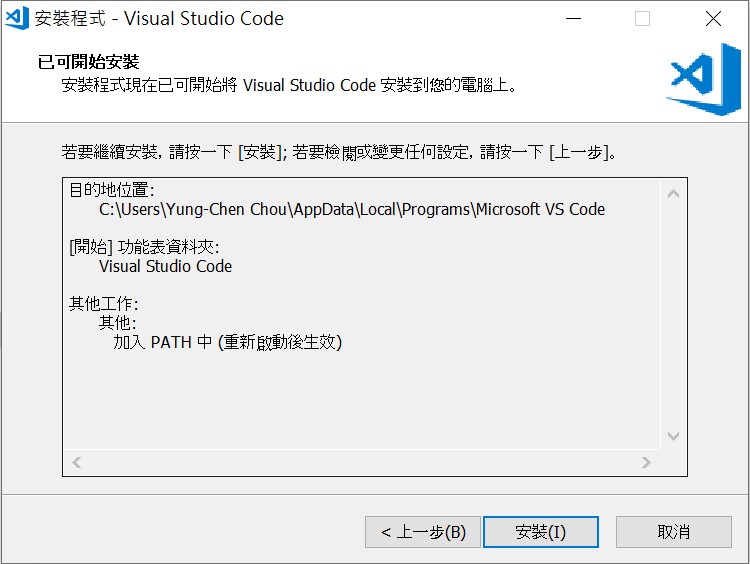 安裝程式 - Visual Studio Code
已可開始安裝
安裝程式現在已可開始將 Visual Studio Code 安裝到您的電腦上。
若要繼續安裝, 請按一下 [安裝]; 若要檢閱或變更任何設定, 請按一下 [上一步]。
目的地位置:
C:\Users\Yung-Chen Chou\AppData\Local\Programs\Microsoft VS Code
[開始] 功能表資料夾:
Visual Studio Code
其他工作:
其他:
加入 PATH 中 (重新啟動後生效)
< 上一步(B) 安裝(I) 取消